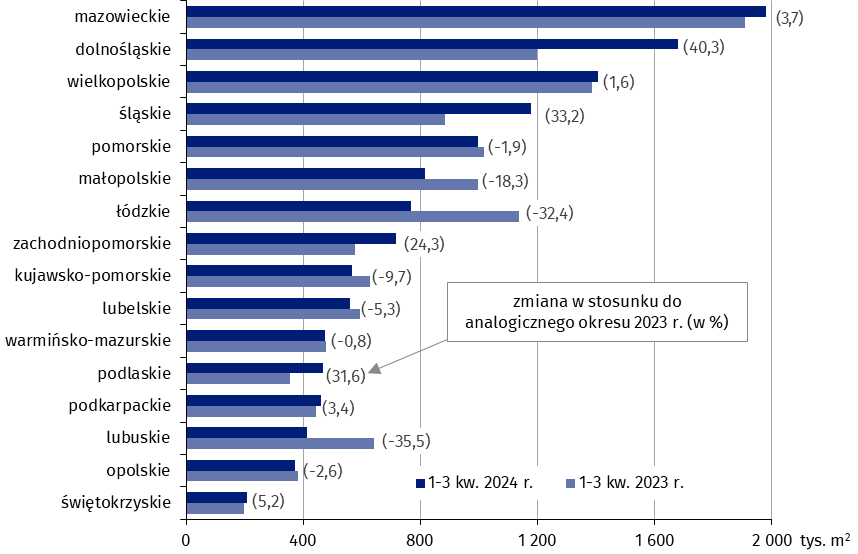 mazowieckie (3,7)
dolnośląskie (40,3)
wielkopolskie (1,6)
śląskie (33,2)
pomorskie (-1,9)
małopolskie (-18,3)
łódzkie (-32,4)
zachodniopomorskie (24,3)
kujawsko-pomorskie (-9,7)
lubelskie (-5,3)
zmiana w stosunku do
analogicznego okresu 2023 r. (w %)
warmińsko-mazurskie (-0,8)
podlaskie (31,6)
podkarpackie (3,4)
lubuskie (-35,5)
opolskie (-2,6)
1-3 kw. 2024 r. 1-3 kw. 2023 r.
świętokrzyskie (5,2)
0 400 800 1 200 1 600 2 000 tys. m²